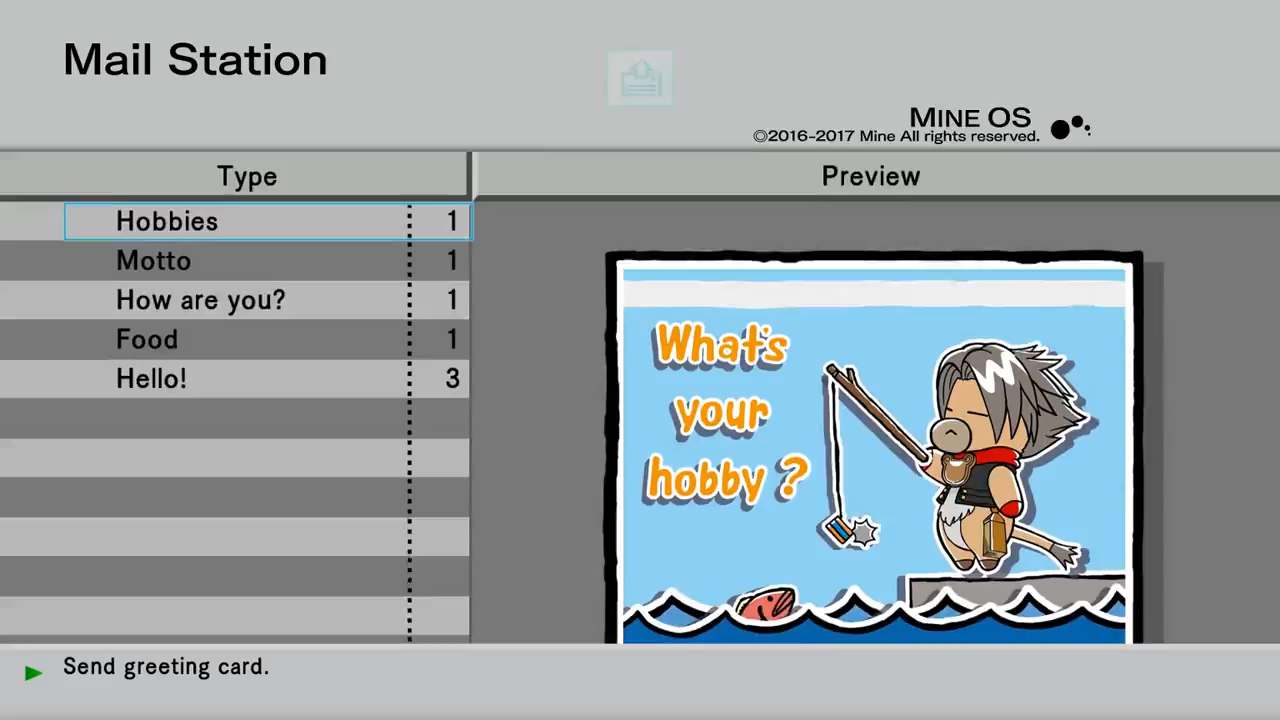 Mail Station
MINE OS
©2016-2017 Mine All rights reserved.
Type
Preview
Hobbies 1
Motto 1
How are you? 1
Food 1
Hello! 3
What's
your
hobby ?
Send greeting card.